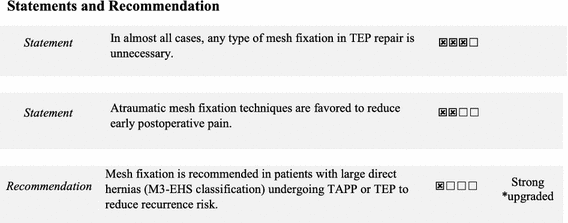 Statements and Recommendation
Statement In almost all cases, any type of mesh fixation in TEP repair is ☒☒☒☐
unnecessary.
Statement Atraumatic mesh fixation techniques are favored to reduce ☒☒☐☐
early postoperative pain.
Mesh fixation is recommended in patients with large direct
Recommendation hernias (M3-EHS classification) undergoing TAPP or TEP to ☒☐☐☐ Strong
reduce recurrence risk. *upgraded